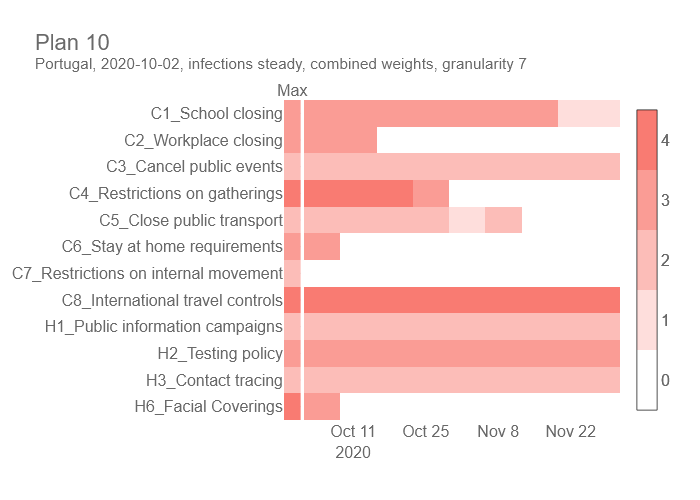 Plan 10
Portugal, 2020-10-02, infections steady, combined weights, granularity 7
Max
C1_School closing
C2_Workplace closing
C3_Cancel public events
C4_Restrictions on gatherings
C5_Close public transport
C6_Stay at home requirements
C7_Restrictions on internal movement
C8_International travel controls
H1_Public information campaigns
H2_Testing policy
H3_Contact tracing
H6_Facial Coverings
4
3
2
1
0
Oct 11 Oct 25 Nov 8 Nov 22
2020